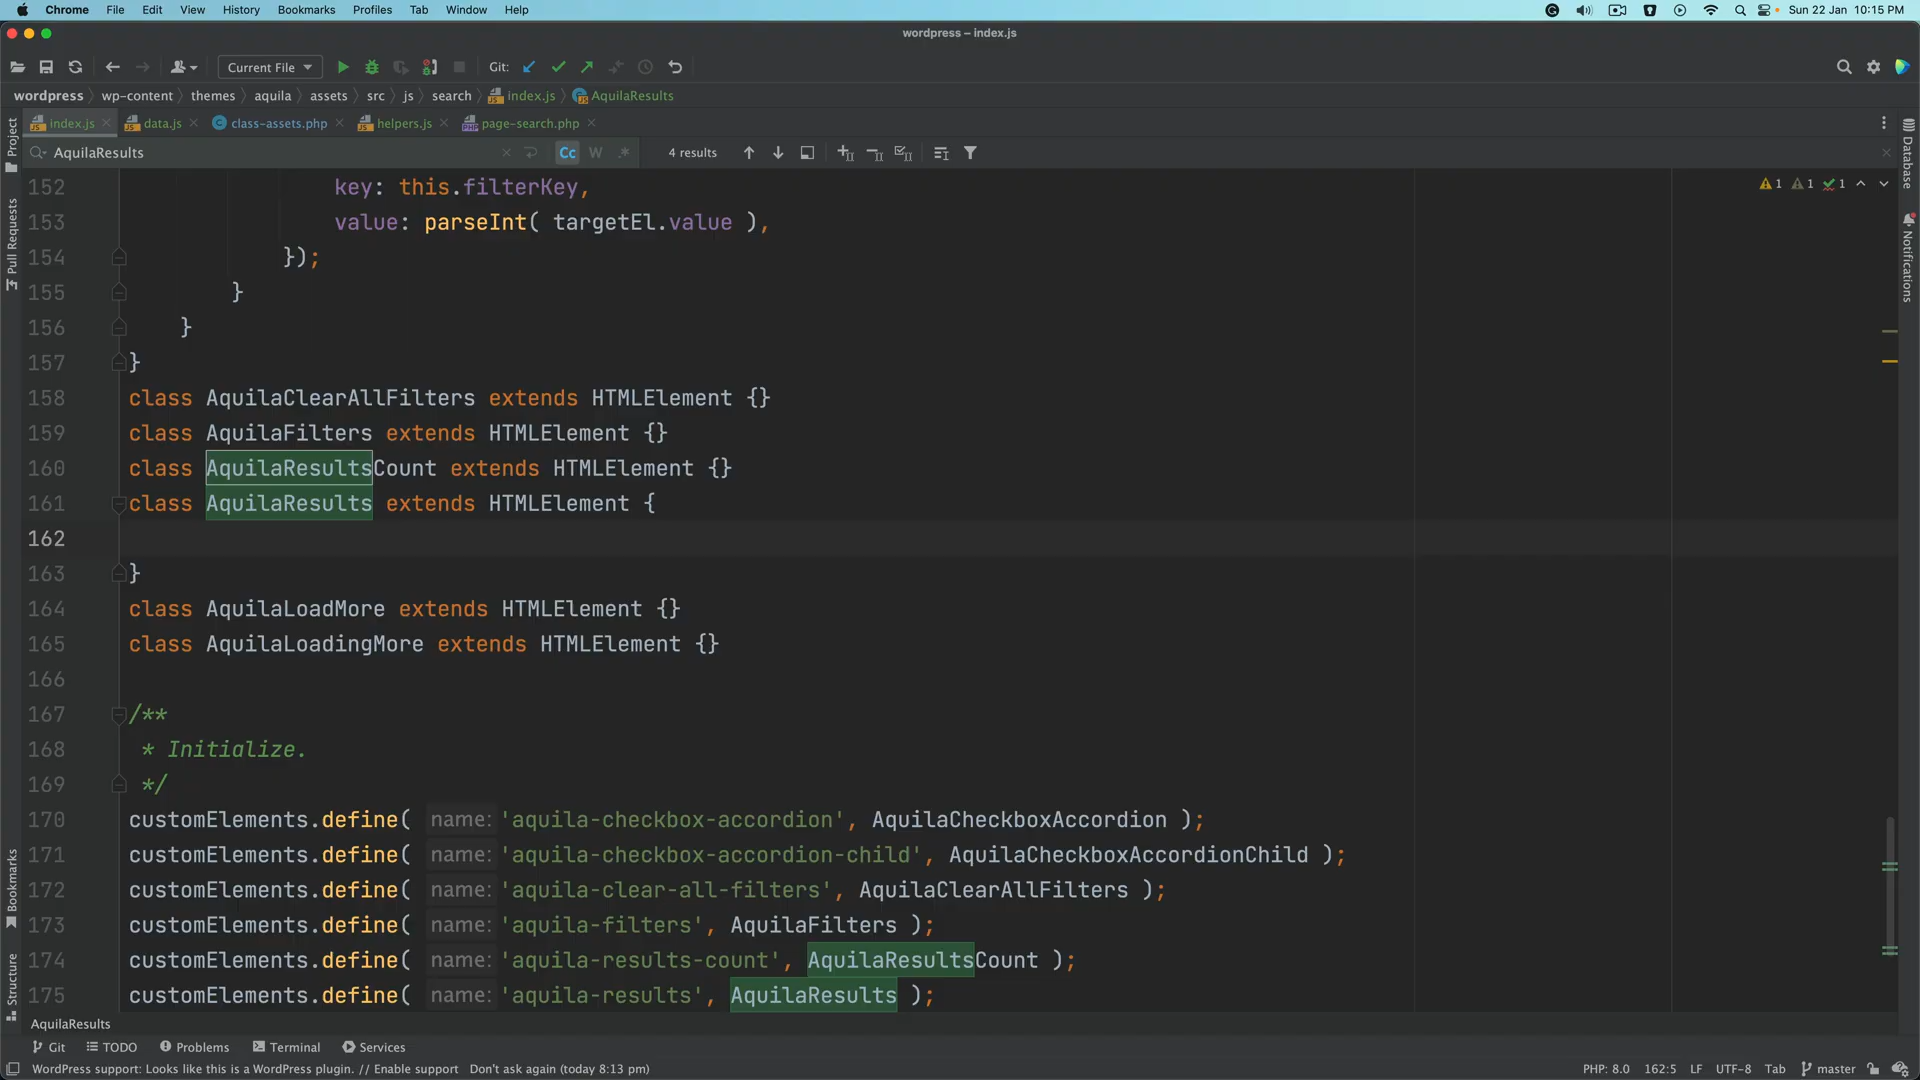 Chrome File Edit View History Bookmarks Profiles Tab Window Help Sun 22 Jan 10:15 PM
wordpress – index.js
Current File Git:
wordpress wp-content themes aquila assets src js search index.js AquilaResults
index.js data.js class-assets.php helpers.js page-search.php
AquilaResults Cc W .* 4 results
Project
Pull Requests
Bookmarks
Structure
Database
Notifications
1 1 1
152 key: this.filterKey,
153 value: parseInt( targetEl.value ),
154 });
155 }
156 }
157 }
158 class AquilaClearAllFilters extends HTMLElement {}
159 class AquilaFilters extends HTMLElement {}
160 class AquilaResultsCount extends HTMLElement {}
161 class AquilaResults extends HTMLElement {
162
163 }
164 class AquilaLoadMore extends HTMLElement {}
165 class AquilaLoadingMore extends HTMLElement {}
166
167 /**
168 * Initialize.
169 */
170 customElements.define( name: 'aquila-checkbox-accordion', AquilaCheckboxAccordion );
171 customElements.define( name: 'aquila-checkbox-accordion-child', AquilaCheckboxAccordionChild );
172 customElements.define( name: 'aquila-clear-all-filters', AquilaClearAllFilters );
173 customElements.define( name: 'aquila-filters', AquilaFilters );
174 customElements.define( name: 'aquila-results-count', AquilaResultsCount );
175 customElements.define( name: 'aquila-results', AquilaResults );
AquilaResults
Git TODO Problems Terminal Services
WordPress support: Looks like this is a WordPress plugin. // Enable support Don't ask again (today 8:13 pm) PHP: 8.0 162:5 LF UTF-8 Tab master